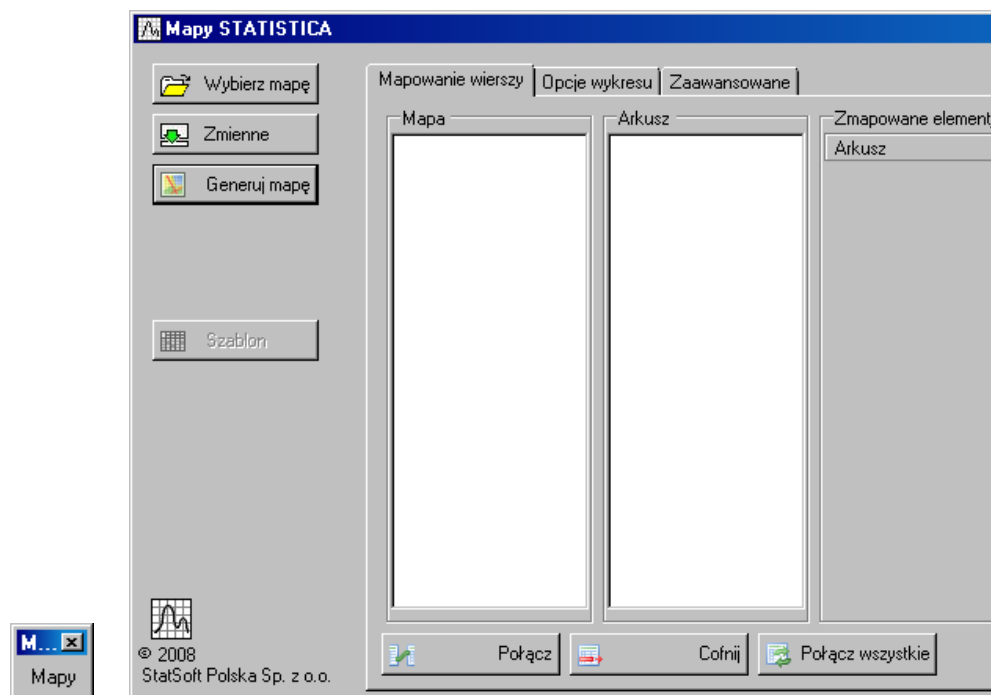 Mapy STATISTICA
Wybierz mapę
Zmienne
Generuj mapę
Szablon
Mapowanie wierszy Opcje wykresu Zaawansowane
Mapa Arkusz Zmapowane element
Arkusz
Połącz Cofnij Połącz wszystkie
© 2008
StatSoft Polska Sp. z o.o.
M...
Mapy